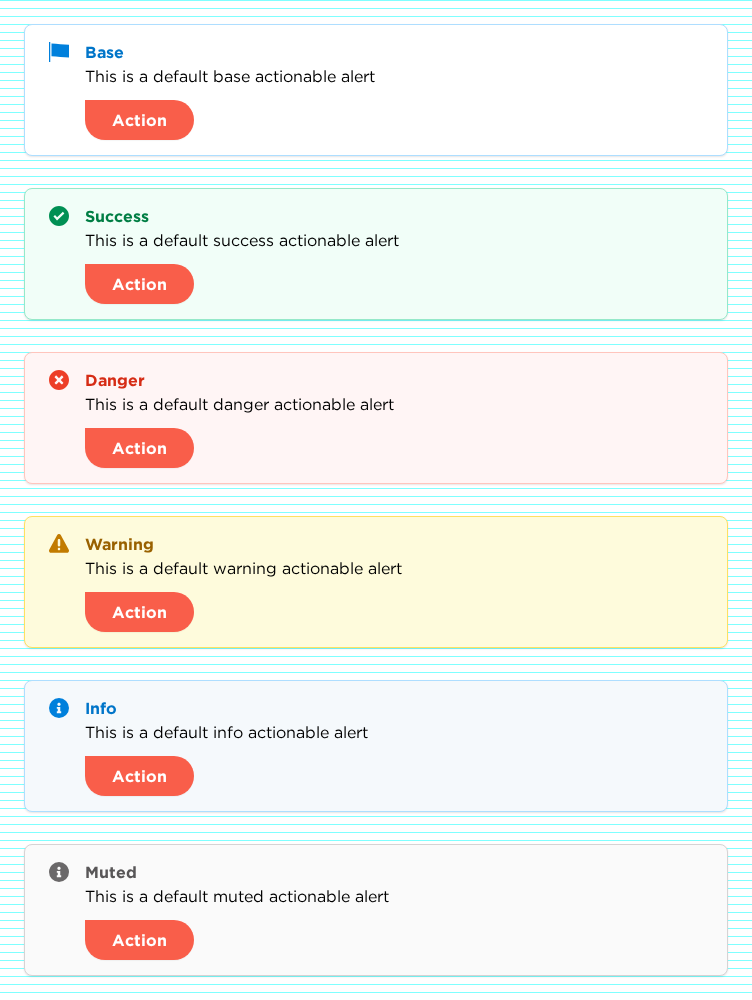 Base
This is a default base actionable alert
Action
Success
This is a default success actionable alert
Action
Danger
This is a default danger actionable alert
Action
Warning
This is a default warning actionable alert
Action
Info
This is a default info actionable alert
Action
Muted
This is a default muted actionable alert
Action